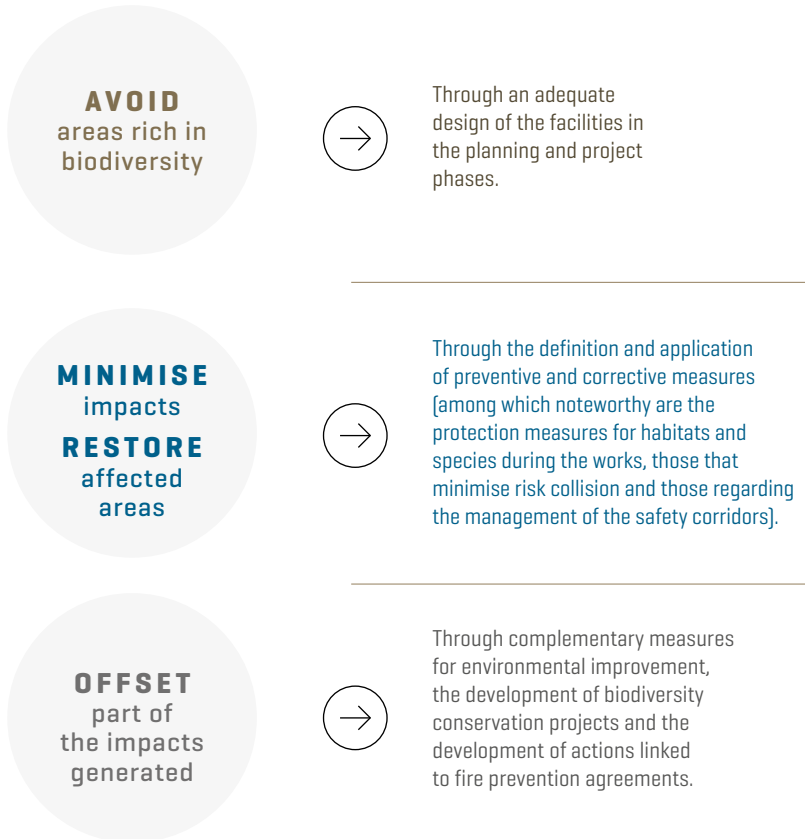 AVOID
areas rich in
biodiversity
Through an adequate
design of the facilities in
the planning and project
phases.
MINIMISE
impacts
RESTORE
affected
areas
Through the definition and application
of preventive and corrective measures
(among which noteworthy are the
protection measures for habitats and
species during the works, those that
minimise risk collision and those regarding
the management of the safety corridors).
OFFSET
part of
the impacts
generated
Through complementary measures
for environmental improvement,
the development of biodiversity
conservation projects and the
development of actions linked
to fire prevention agreements.